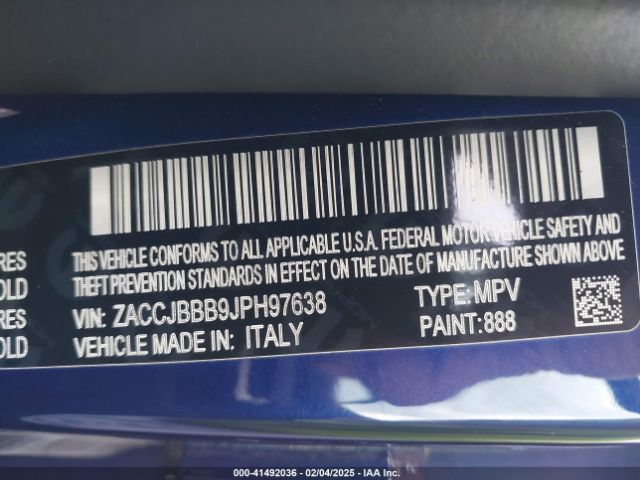 THIS VEHICLE CONFORMS TO ALL APPLICABLE U.S.A. FEDERAL MOTOR VEHICLE SAFETY AND
RES
THEFT PREVENTION STANDARDS IN EFFECT ON THE DATE OF MANUFACTURE SHOWN ABOVE
OLD
VIN: ZACCJBBB9JPH97638 TYPE: MPV
RES
VEHICLE MADE IN: ITALY PAINT:888
OLD
000-41492036 - 02/04/2025 - IAA Inc.